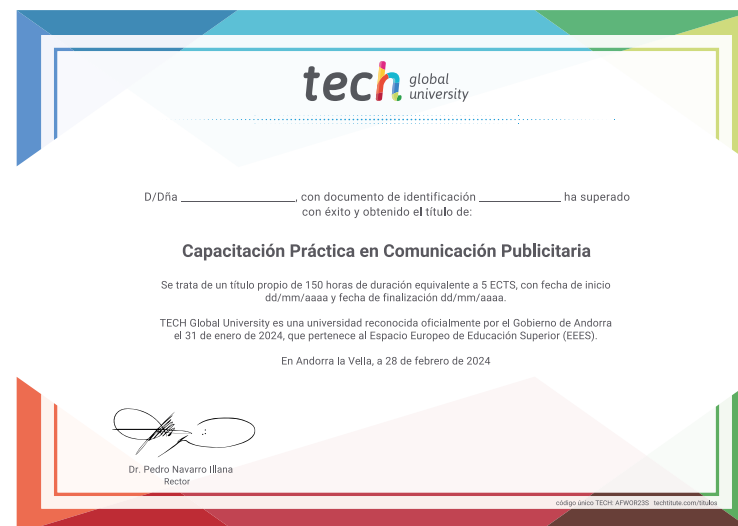 tech global university
D/Dña ____________________, con documento de identificación ______________ ha superado
con éxito y obtenido el título de:
Capacitación Práctica en Comunicación Publicitaria
Se trata de un título propio de 150 horas de duración equivalente a 5 ECTS, con fecha de inicio
dd/mm/aaaa y fecha de finalización dd/mm/aaaa.
TECH Global University es una universidad reconocida oficialmente por el Gobierno de Andorra
el 31 de enero de 2024, que pertenece al Espacio Europeo de Educación Superior (EEES).
En Andorra la Vella, a 28 de febrero de 2024
Dr. Pedro Navarro Illana
Rector
código único TECH: AFWOR23S techtitute.com/titulos